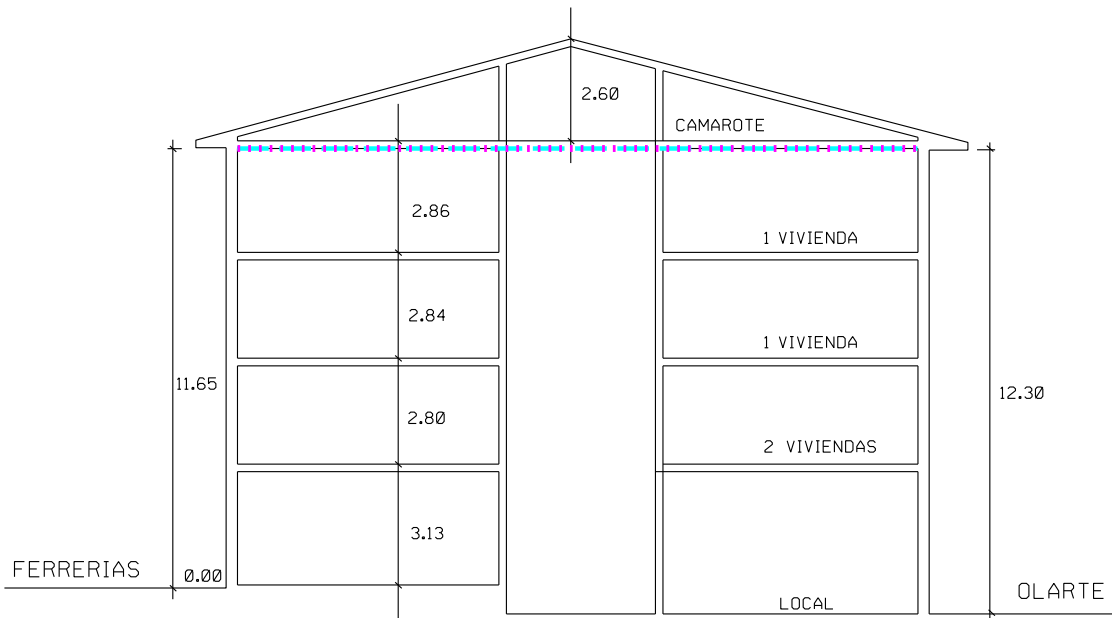 2.60
CAMAROTE
2.86
1 VIVIENDA
2.84
1 VIVIENDA
11.65
12.30
2.80
2 VIVIENDAS
3.13
FERRERIAS
0.00
OLARTE
LOCAL